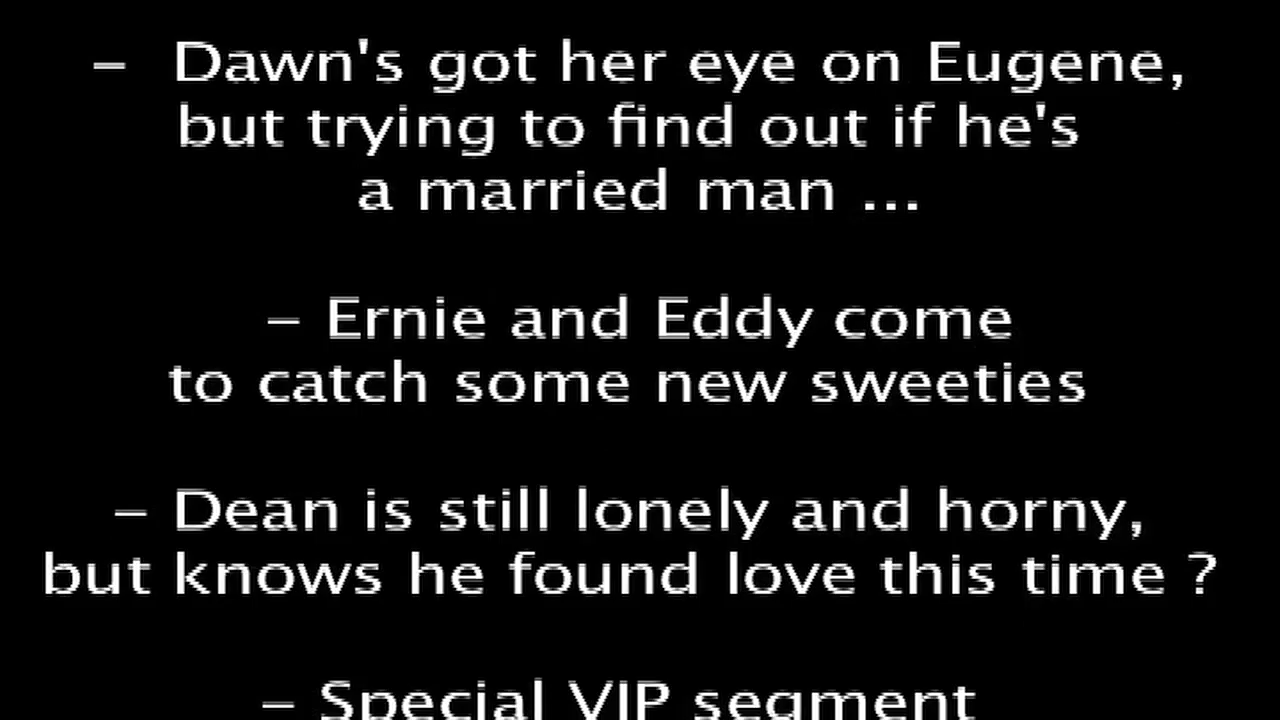 – Dawn's got her eye on Eugene,
but trying to find out if he's
a married man ...
– Ernie and Eddy come
to catch some new sweeties
– Dean is still lonely and horny,
but knows he found love this time ?
– Special VIP segment